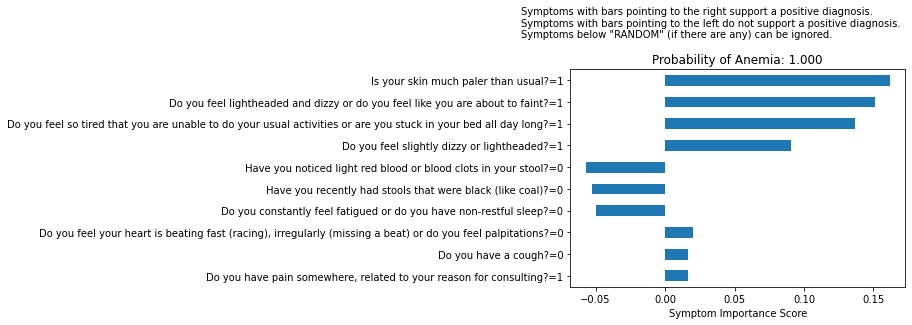 Symptoms with bars pointing to the right support a positive diagnosis.
Symptoms with bars pointing to the left do not support a positive diagnosis.
Symptoms below "RANDOM" (if there are any) can be ignored.
Probability of Anemia: 1.000
Is your skin much paler than usual?=1
Do you feel lightheaded and dizzy or do you feel like you are about to faint?=1
Do you feel so tired that you are unable to do your usual activities or are you stuck in your bed all day long?=1
Do you feel slightly dizzy or lightheaded?=1
Have you noticed light red blood or blood clots in your stool?=0
Have you recently had stools that were black (like coal)?=0
Do you constantly feel fatigued or do you have non-restful sleep?=0
Do you feel your heart is beating fast (racing), irregularly (missing a beat) or do you feel palpitations?=0
Do you have a cough?=0
Do you have pain somewhere, related to your reason for consulting?=1
−0.05 0.00 0.05 0.10 0.15
Symptom Importance Score